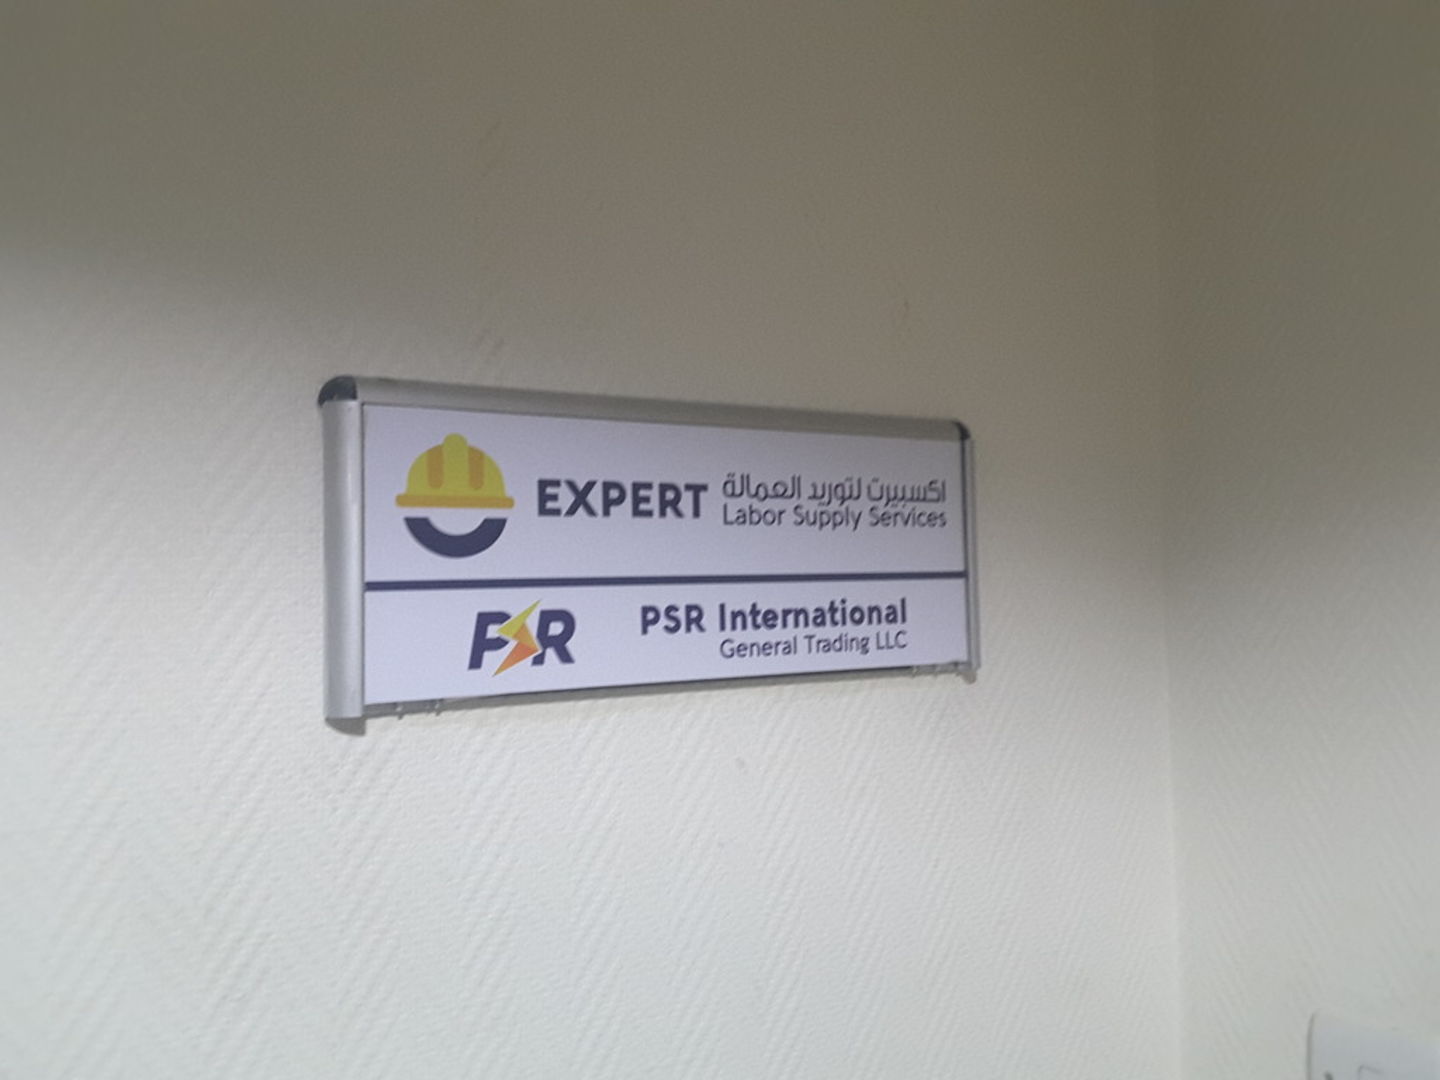 EXPERT
اكسبيرت لتوريد العمالة
Labor Supply Services
PSR
PSR International
General Trading LLC